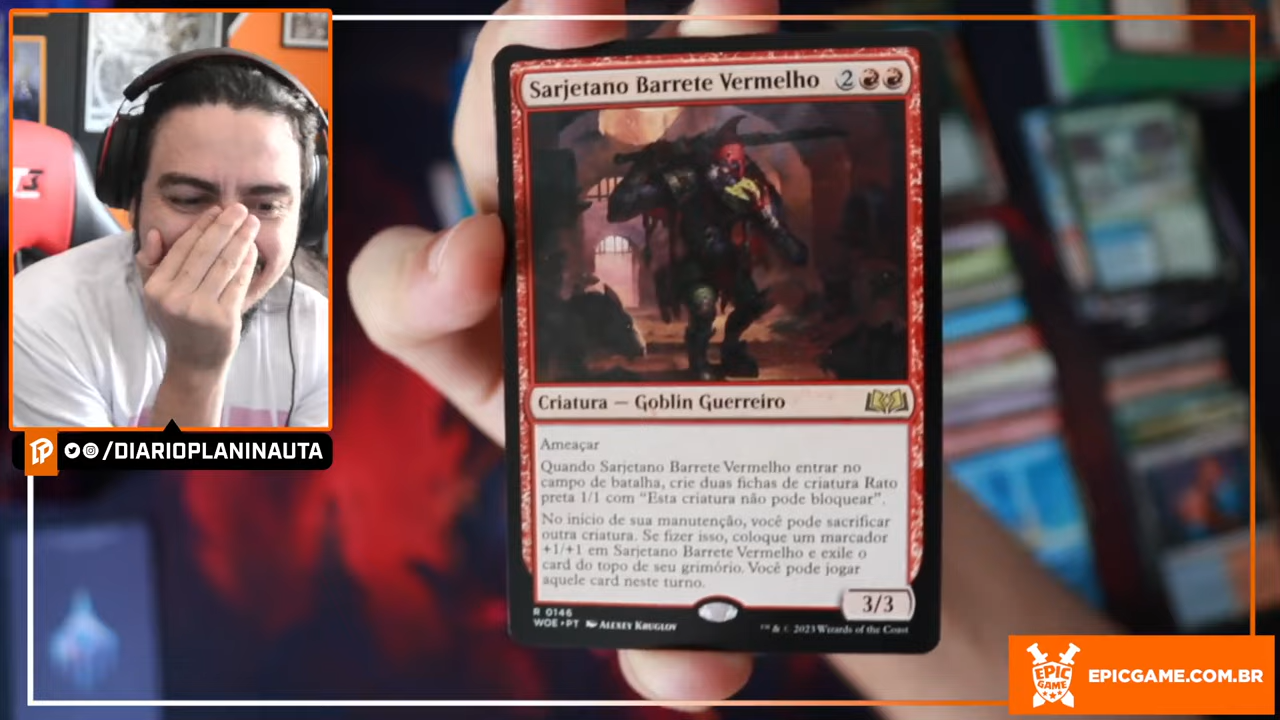 Sarjetano Barrete Vermelho 2
Criatura — Goblin Guerreiro
Ameaçar
Quando Sarjetano Barrete Vermelho entrar no
campo de batalha, crie duas fichas de criatura Rato
preta 1/1 com “Esta criatura não pode bloquear”.
No início de sua manutenção, você pode sacrificar
outra criatura. Se fizer isso, coloque um marcador
+1/+1 em Sarjetano Barrete Vermelho e exile o
card do topo de seu grimório. Você pode jogar
aquele card neste turno.
3/3
R 0146
WOE • PT Alexey Kruglov
™ & © 2023 Wizards of the Coast
/DIARIOPLANINAUTA
EPIC
GAME
EPICGAME.COM.BR